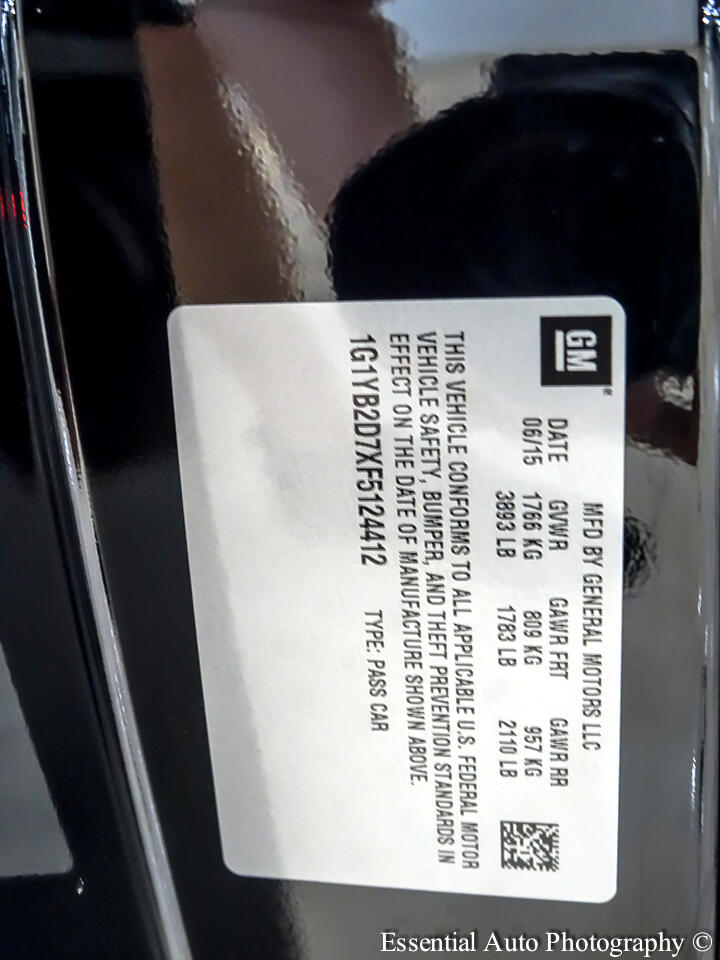 GM®
MFD BY GENERAL MOTORS LLC
DATE GVWR GAWR FRT GAWR RR
06/15 1766 KG 809 KG 957 KG
3893 LB 1783 LB 2110 LB
THIS VEHICLE CONFORMS TO ALL APPLICABLE U.S. FEDERAL MOTOR
VEHICLE SAFETY, BUMPER, AND THEFT PREVENTION STANDARDS IN
EFFECT ON THE DATE OF MANUFACTURE SHOWN ABOVE.
1G1YB2D7XF5124412 TYPE: PASS CAR
Essential Auto Photography ©